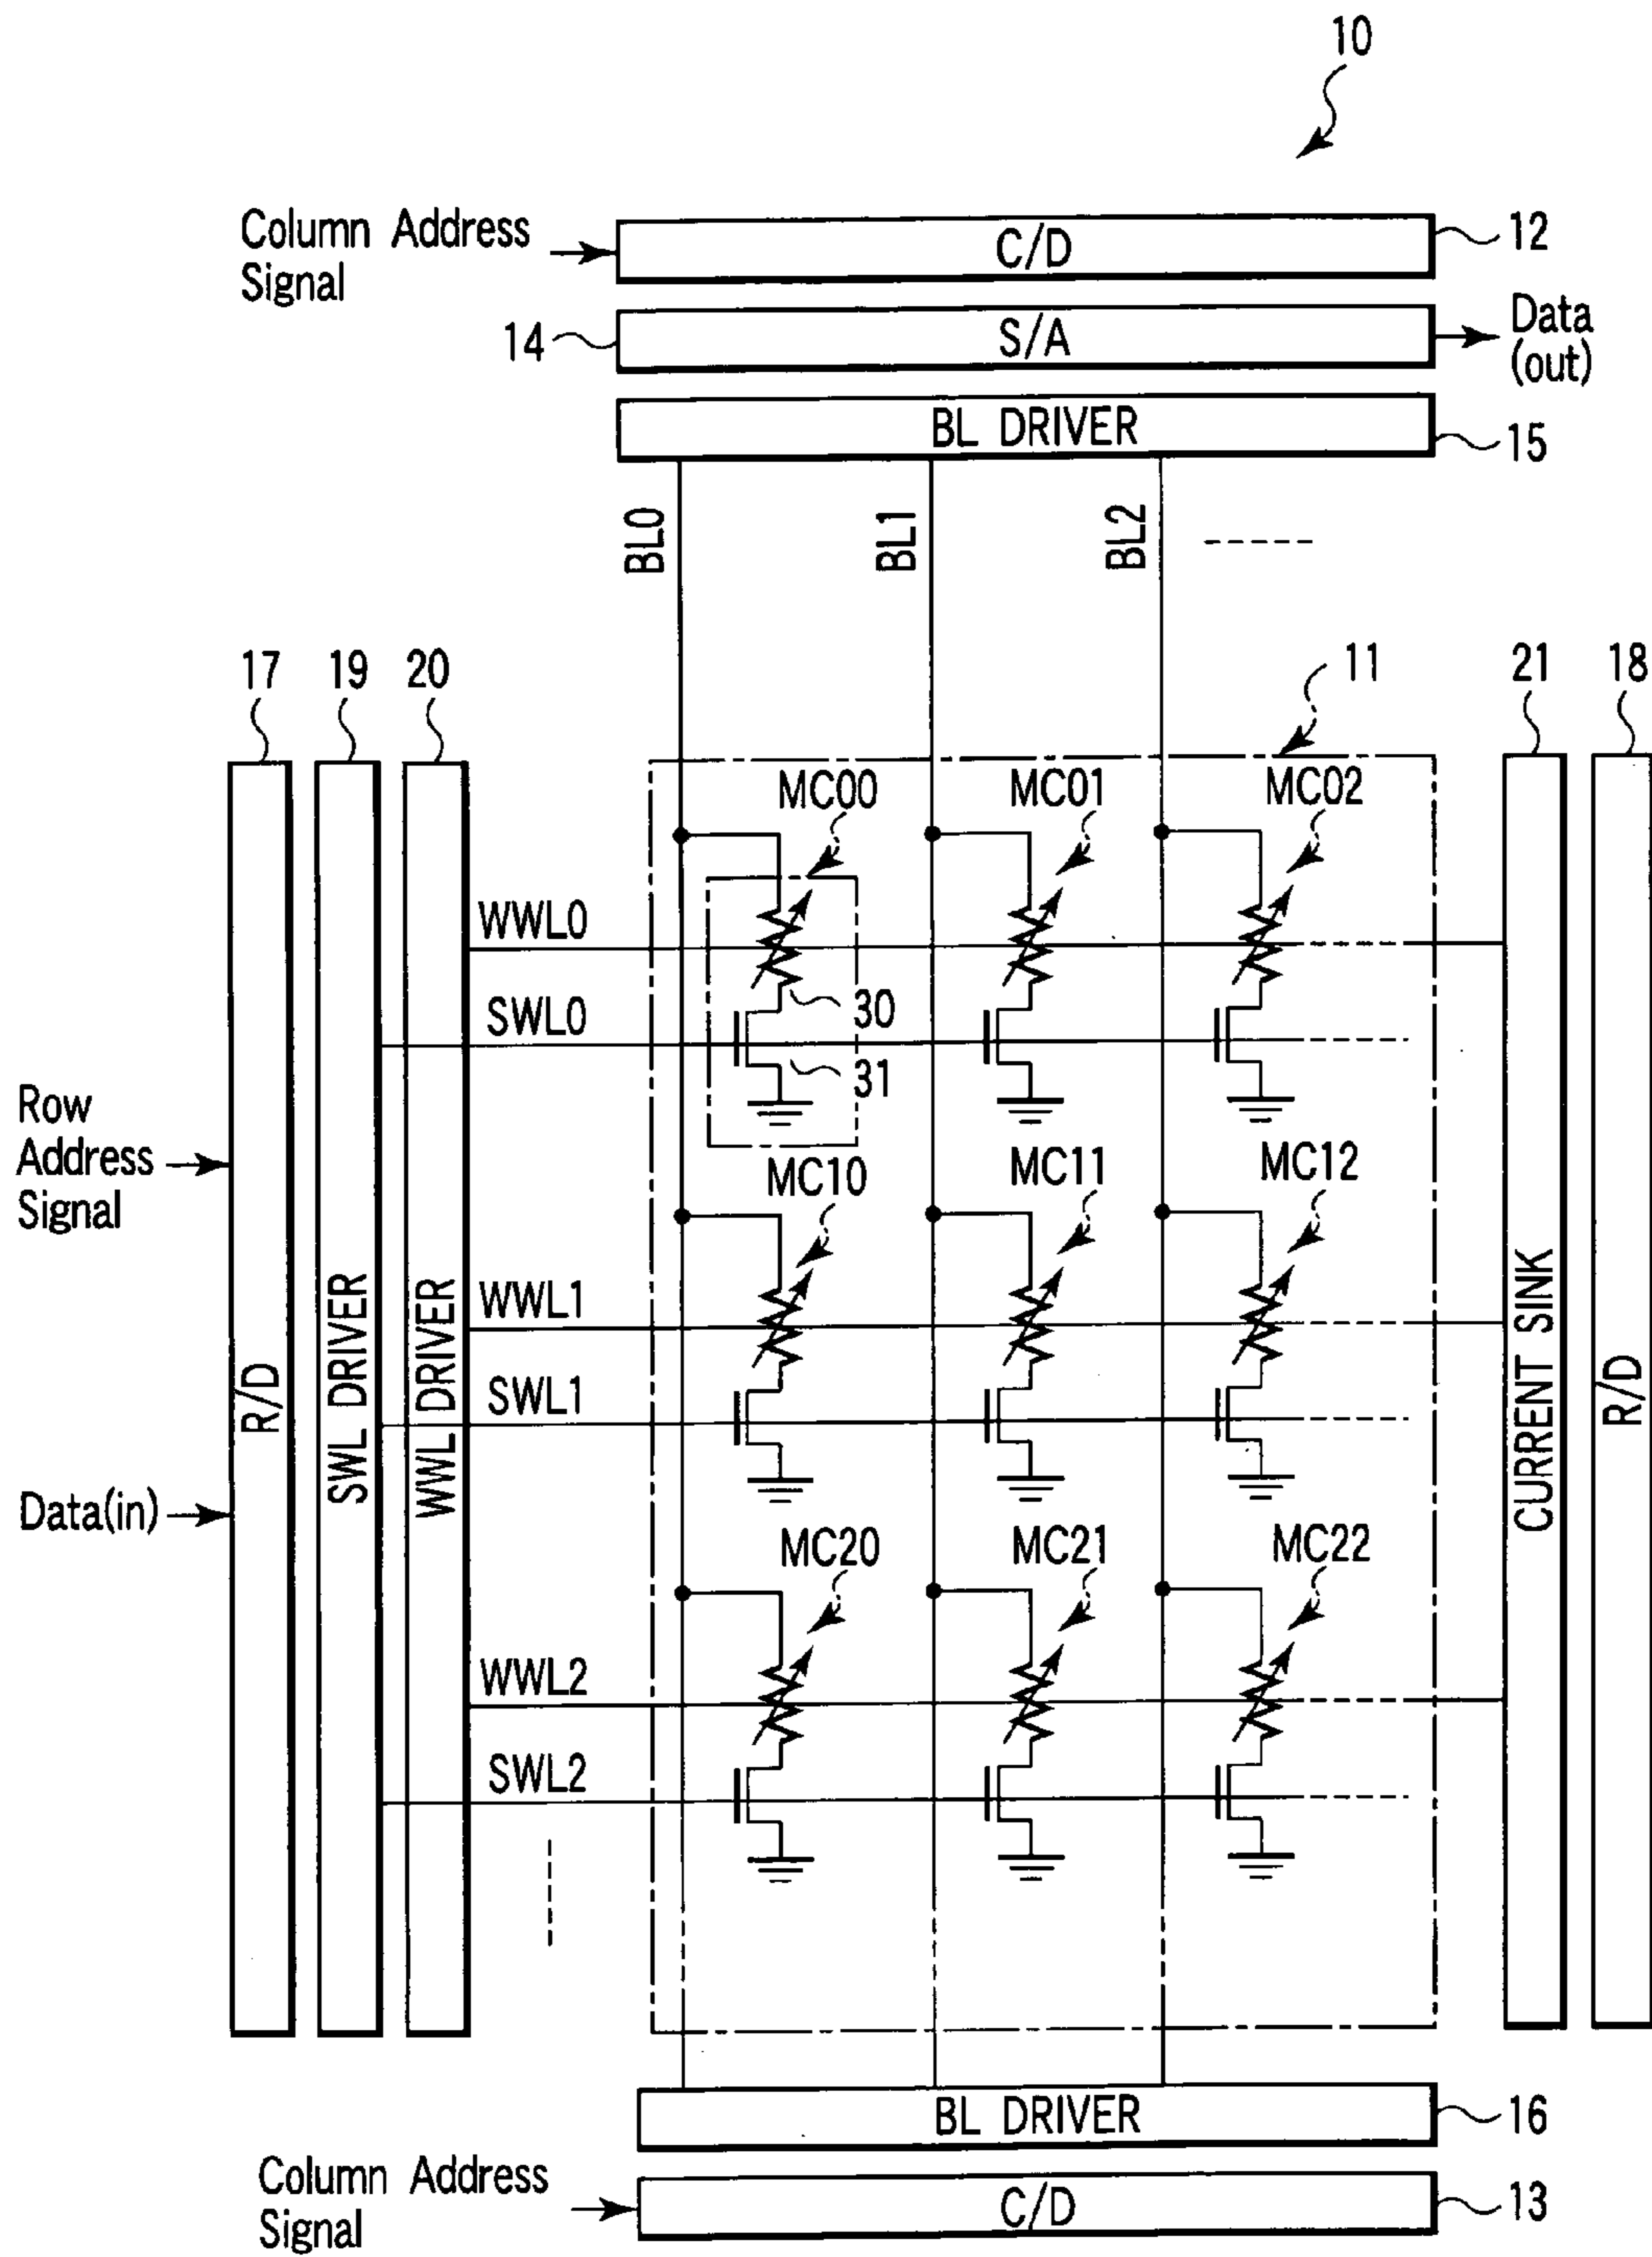 10
Column Address
Signal
C/D
12
14
S/A
Data
(out)
BL DRIVER
15
BL0
BL1
BL2
17
19
20
11
21
18
MC00
MC01
MC02
WWL0
30
SWL0
31
Row
Address
Signal
MC10
MC11
MC12
WWL1
SWL1
R/D
SWL DRIVER
WWL DRIVER
CURRENT SINK
R/D
Data(in)
MC20
MC21
MC22
WWL2
SWL2
BL DRIVER
16
Column Address
Signal
C/D
13